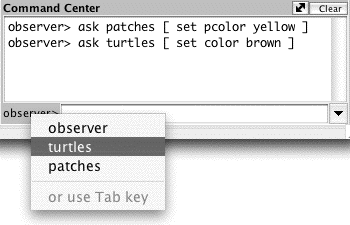 Command Center
Clear
observer> ask patches [ set pcolor yellow ]
observer> ask turtles [ set color brown ]
observer>
observer
turtles
patches
or use Tab key